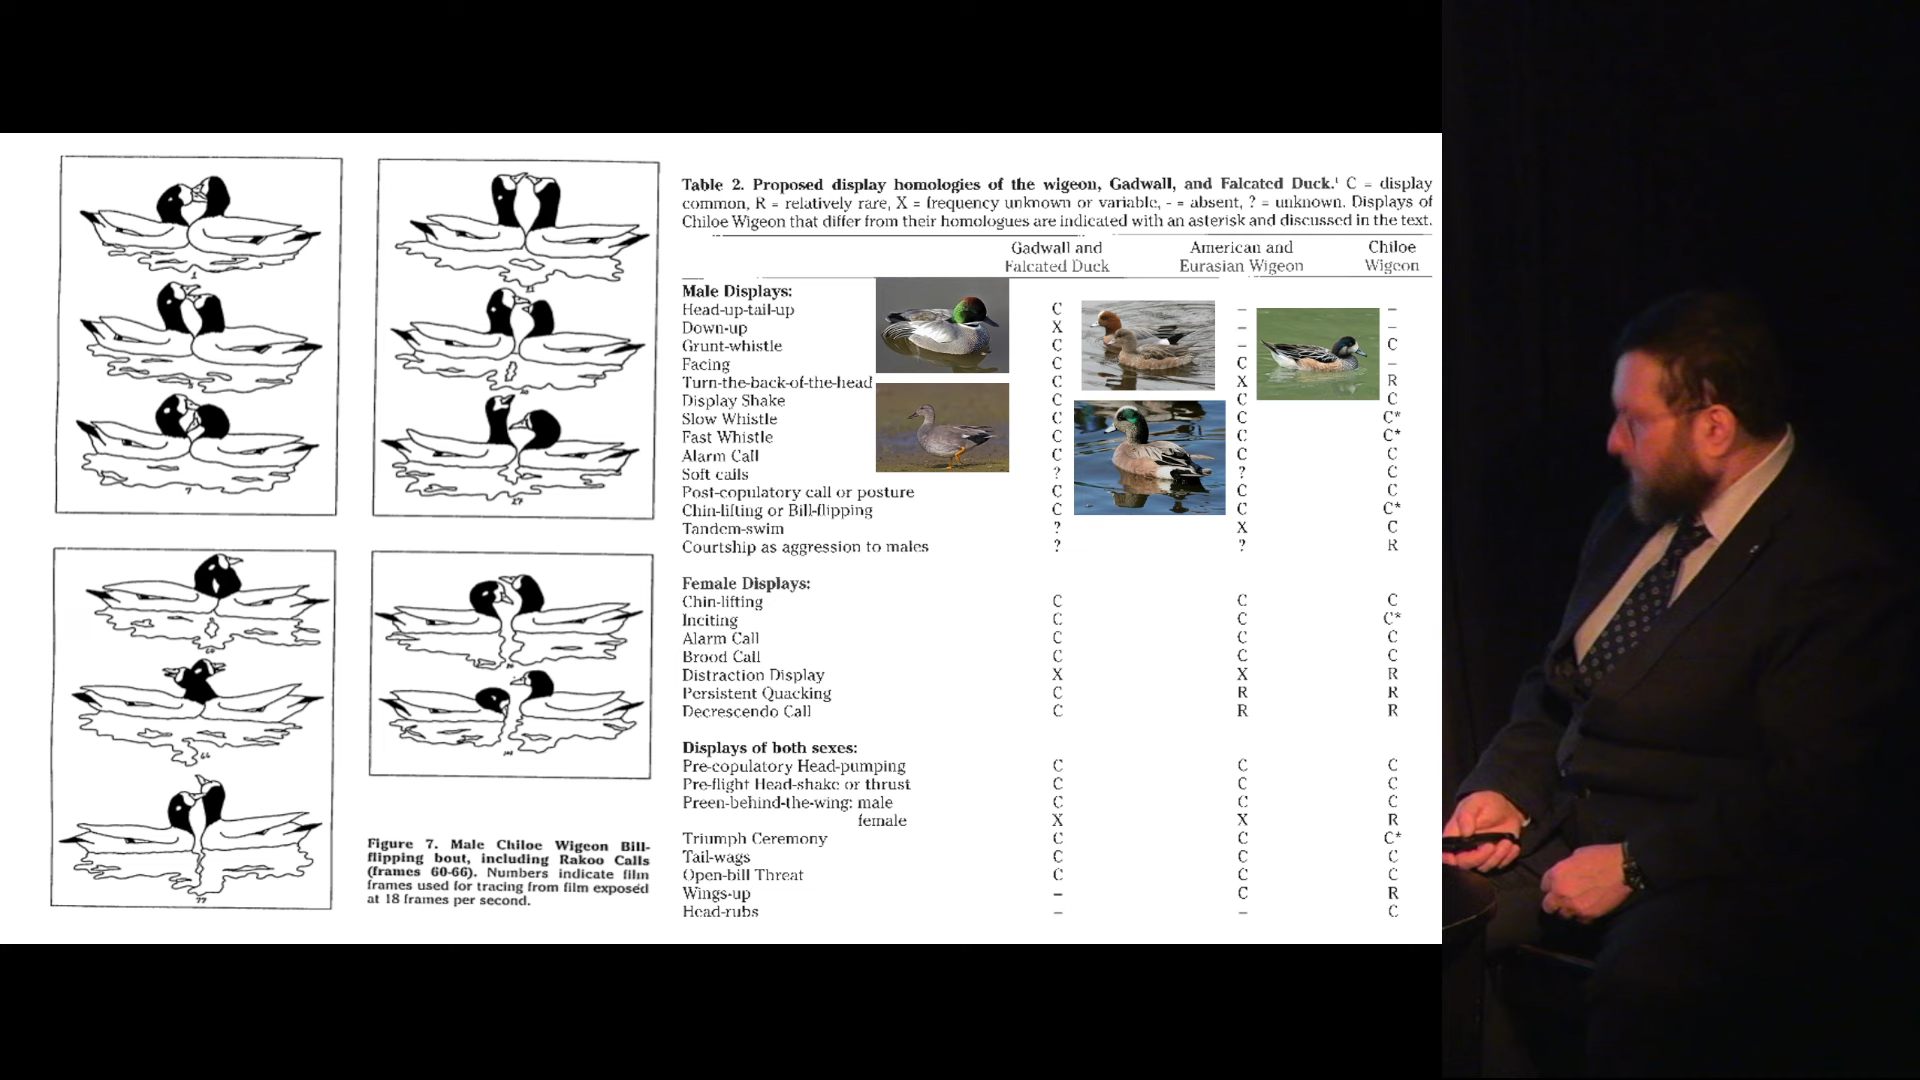 1
3
7
20
27
60
66
77
Figure 7. Male Chiloe Wigeon Bill-
flipping bout, including Rakoo Calls
(frames 60-66). Numbers indicate film
frames used for tracing from film exposed
at 18 frames per second.
Table 2. Proposed display homologies of the wigeon, Gadwall, and Falcated Duck.¹ C = display
common, R = relatively rare, X = frequency unknown or variable, - = absent, ? = unknown. Displays of
Chiloe Wigeon that differ from their homologues are indicated with an asterisk and discussed in the text.
Gadwall and American and Chiloe
Falcated Duck Eurasian Wigeon Wigeon
Male Displays:
Head-up-tail-up C – –
Down-up X – –
Grunt-whistle C – C
Facing C C –
Turn-the-back-of-the-head C X R
Display Shake C C C
Slow Whistle C C C*
Fast Whistle C C C*
Alarm Call C C C
Soft calls ? ? C
Post-copulatory call or posture C C C
Chin-lifting or Bill-flipping C C C*
Tandem-swim ? X C
Courtship as aggression to males ? ? R
Female Displays:
Chin-lifting C C C
Inciting C C C*
Alarm Call C C C
Brood Call C C C
Distraction Display X X R
Persistent Quacking C R R
Decrescendo Call C R R
Displays of both sexes:
Pre-copulatory Head-pumping C C C
Pre-flight Head-shake or thrust C C C
Preen-behind-the-wing: male C C C
female X X R
Triumph Ceremony C C C*
Tail-wags C C C
Open-bill Threat C C C
Wings-up – C R
Head-rubs – – C